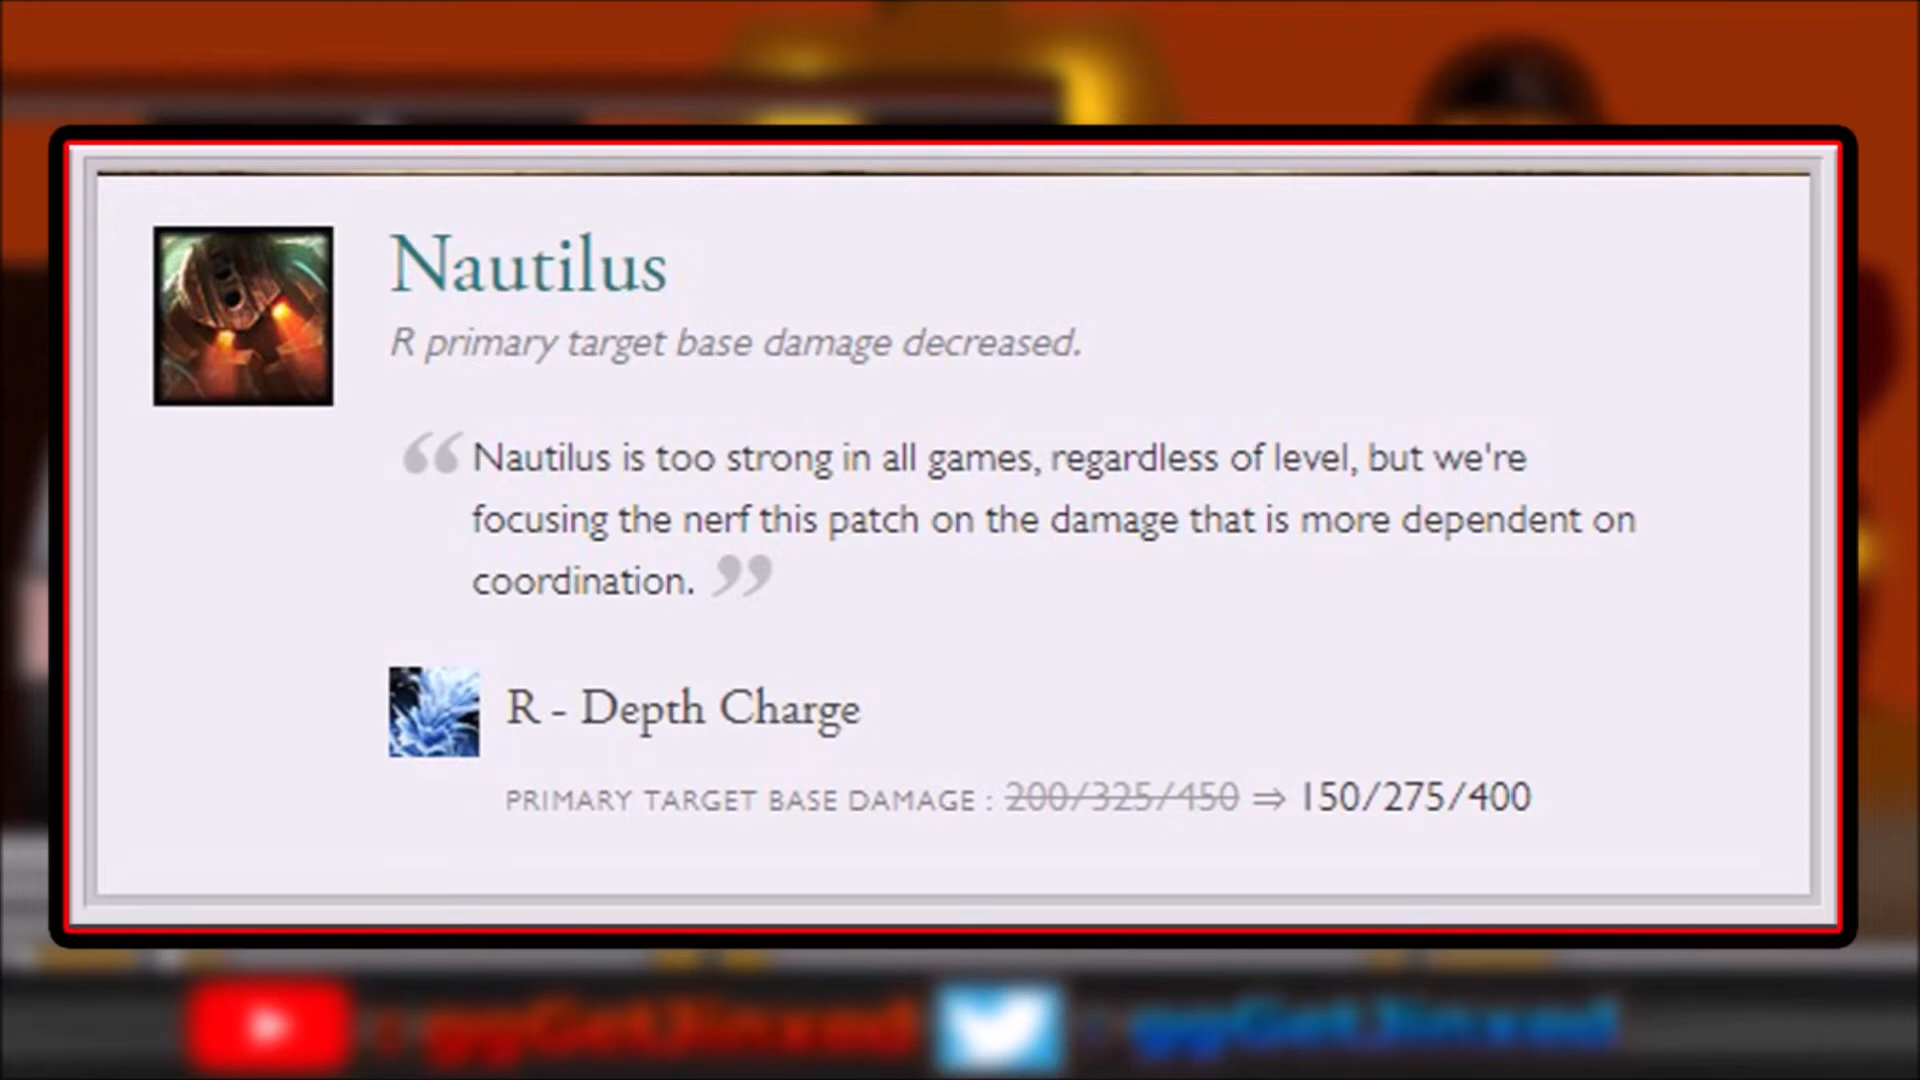 Nautilus
R primary target base damage decreased.
“Nautilus is too strong in all games, regardless of level, but we're
focusing the nerf this patch on the damage that is more dependent on
coordination.”
R - Depth Charge
PRIMARY TARGET BASE DAMAGE : 200/325/450 ⇒ 150/275/400